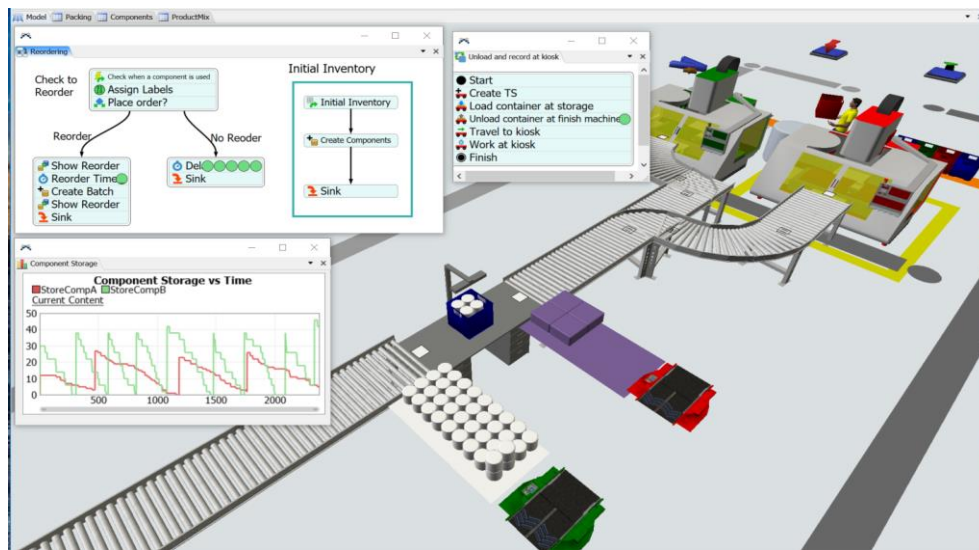 Model
Packing
Components
ProductMix
Reordering
Check to
Reorder
Check when a component is used
Assign Labels
Place order?
Reorder
No Reoder
Show Reorder
Reorder Time
Create Batch
Show Reorder
Sink
Del
Sink
Initial Inventory
Initial Inventory
Create Components
Sink
Unload and record at kiosk
Start
Create TS
Load container at storage
Unload container at finish machine
Travel to kiosk
Work at kiosk
Finish
Component Storage
Component Storage vs Time
StoreCompA StoreCompB
Current Content
50
40
30
20
10
0
500 1000 1500 2000